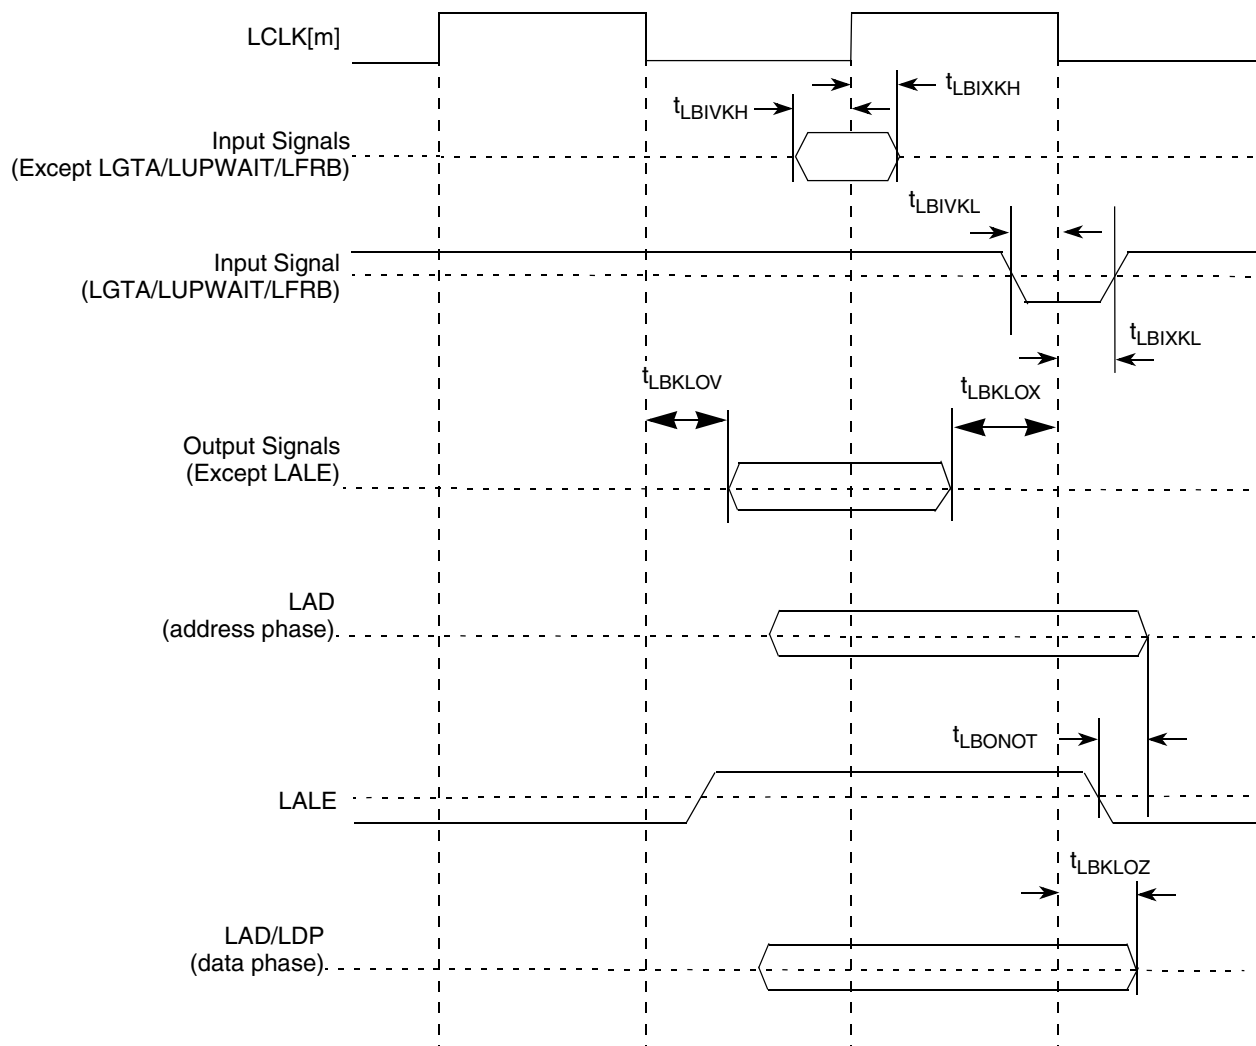 LCLK[m]
tLBIXKH
tLBIVKH
Input Signals
(Except LGTA/LUPWAIT/LFRB)
tLBIVKL
Input Signal
(LGTA/LUPWAIT/LFRB)
tLBIXKL
tLBKLOV
tLBKLOX
Output Signals
(Except LALE)
LAD
(address phase)
tLBONOT
LALE
tLBKLOZ
LAD/LDP
(data phase)